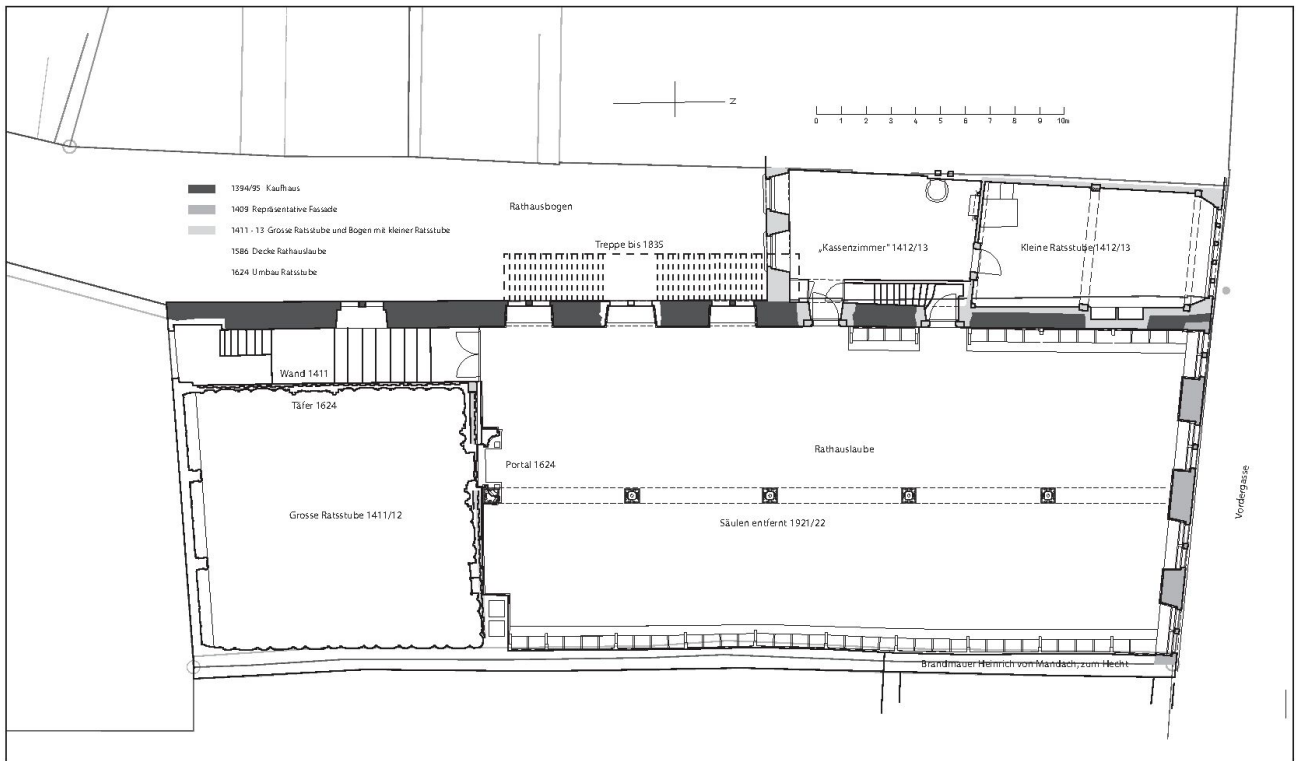 N
0 1 2 3 4 5 6 7 8 9 10m
1394/95 Kaufhaus
1409 Repräsentative Fassade
1411 - 13 Grosse Ratsstube und Bogen mit kleiner Ratsstube
1586 Decke Rathauslaube
1624 Umbau Ratsstube
Rathausbogen
Treppe bis 1835
„Kassenzimmer" 1412/13
Kleine Ratsstube 1412/13
Wand 1411
Täfer 1624
Portal 1624
Rathauslaube
Grosse Ratsstube 1411/12
Säulen entfernt 1921/22
Vordergasse
Brandmauer Heinrich von Mandach, zum Hecht